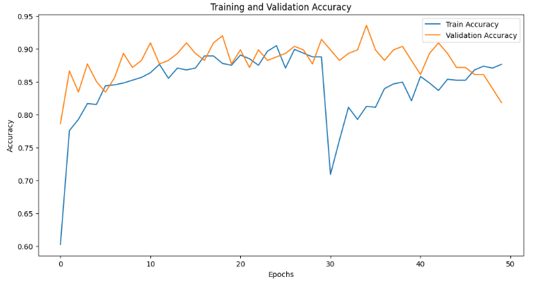 Training and Validation Accuracy
Train Accuracy
Validation Accuracy
Accuracy
0.95
0.90
0.85
0.80
0.75
0.70
0.65
0.60
0
10
20
30
40
50
Epochs